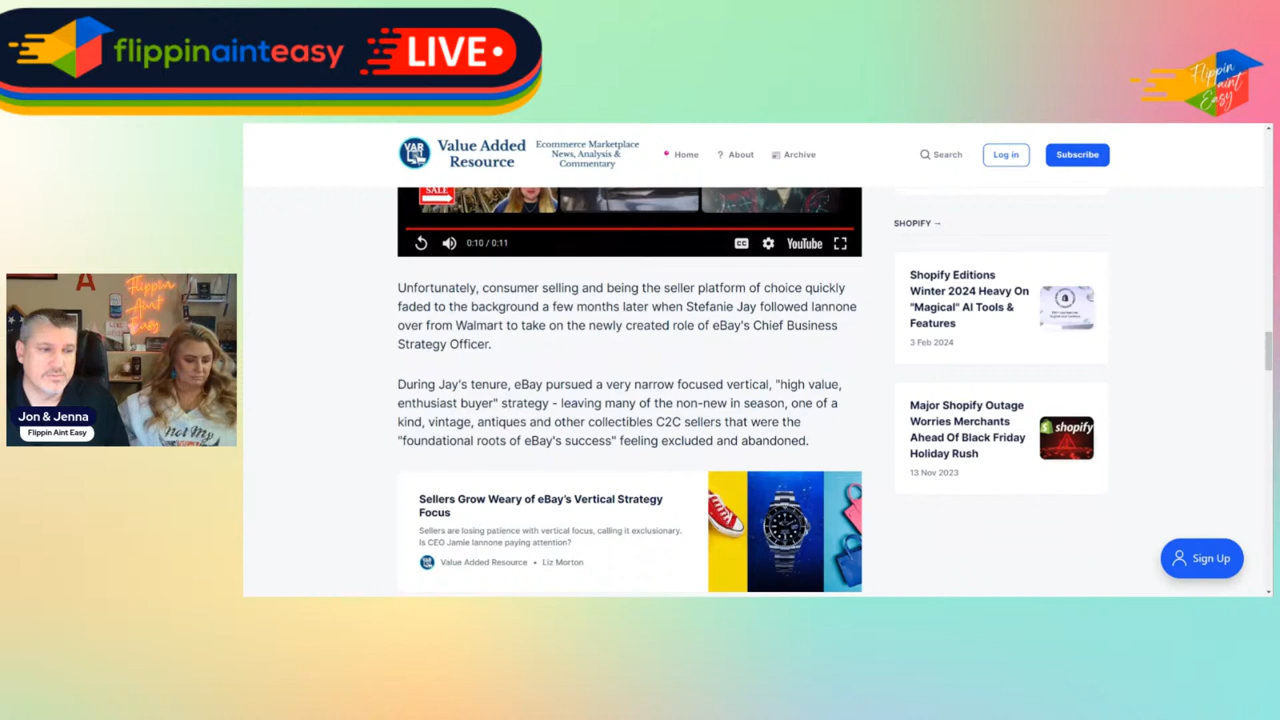 flippinainteasy LIVE
Flippin
aint
Easy
Value Added
Resource
Ecommerce Marketplace
News, Analysis &
Commentary
Home
? About
Archive
Search
Log in
Subscribe
SALE
0:10 / 0:11
CC
YouTube
Unfortunately, consumer selling and being the seller platform of choice quickly
faded to the background a few months later when Stefanie Jay followed Iannone
over from Walmart to take on the newly created role of eBay's Chief Business
Strategy Officer.
During Jay's tenure, eBay pursued a very narrow focused vertical, "high value,
enthusiast buyer" strategy - leaving many of the non-new in season, one of a
kind, vintage, antiques and other collectibles C2C sellers that were the
"foundational roots of eBay's success" feeling excluded and abandoned.
Sellers Grow Weary of eBay's Vertical Strategy
Focus
Sellers are losing patience with vertical focus, calling it exclusionary.
Is CEO Jamie Iannone paying attention?
Value Added Resource • Liz Morton
SHOPIFY →
Shopify Editions
Winter 2024 Heavy On
"Magical" AI Tools &
Features
3 Feb 2024
Major Shopify Outage
Worries Merchants
Ahead Of Black Friday
Holiday Rush
13 Nov 2023
shopify
Sign Up
A
Flippin
Aint
Easy
Not My
Jon & Jenna
Flippin Aint Easy